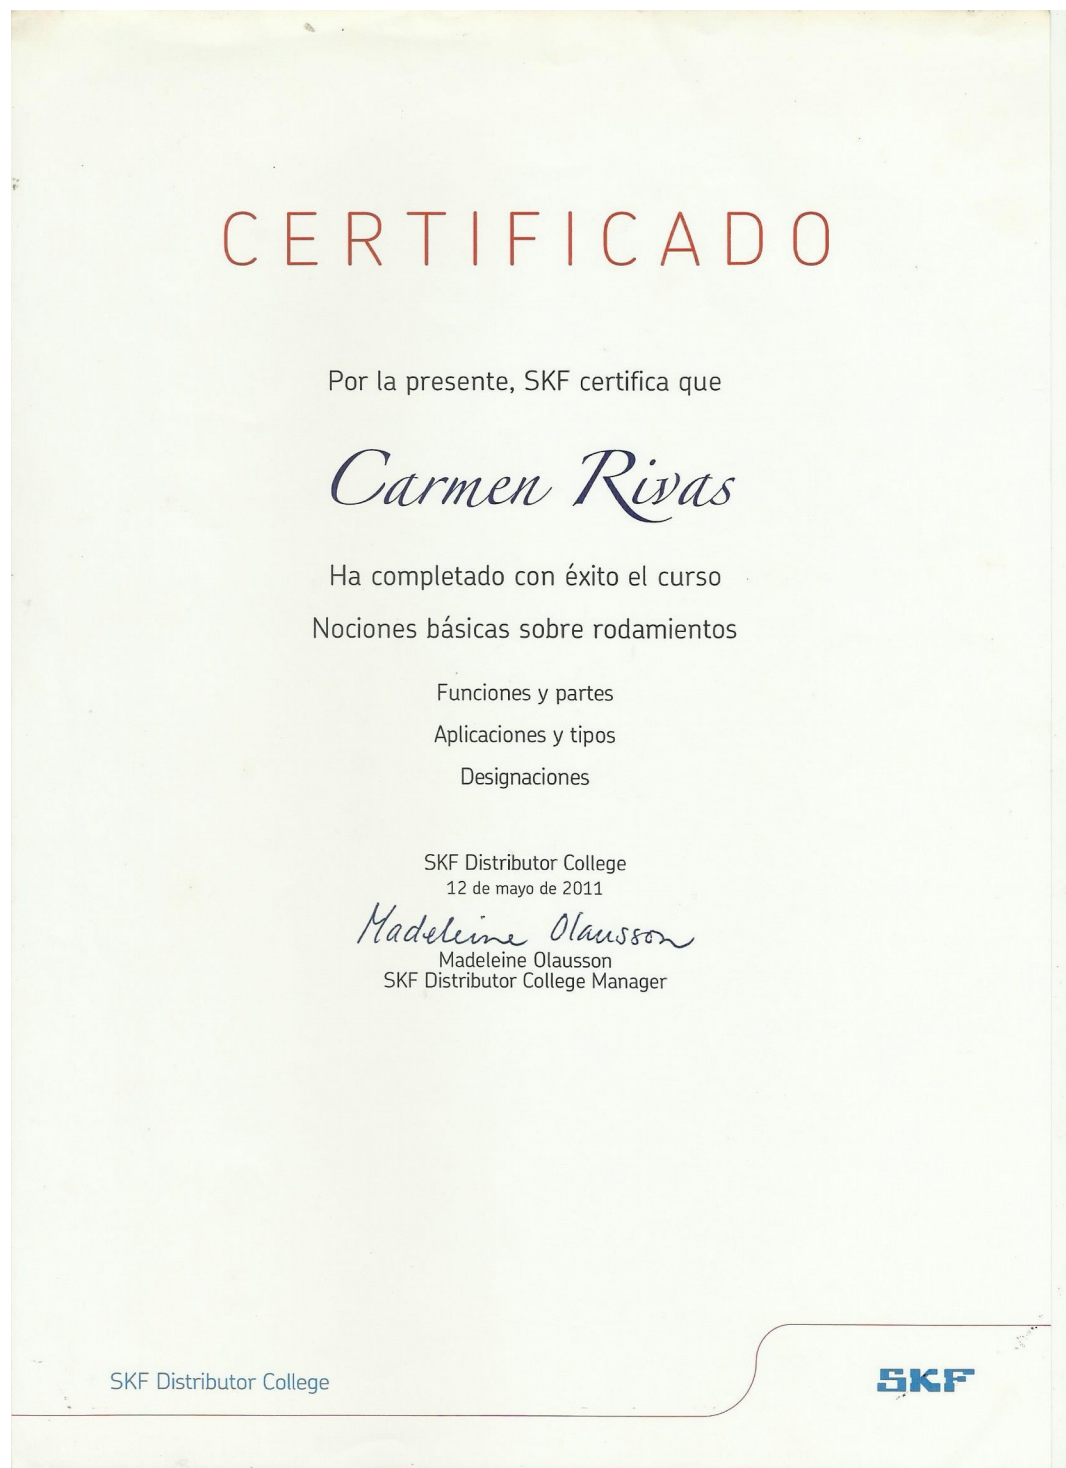 CERTIFICADO
Por la presente, SKF certifica que
Carmen Rivas
Ha completado con éxito el curso
Nociones básicas sobre rodamientos
Funciones y partes
Aplicaciones y tipos
Designaciones
SKF Distributor College
12 de mayo de 2011
Madeleine Olausson
Madeleine Olausson
SKF Distributor College Manager
SKF Distributor College
SKF